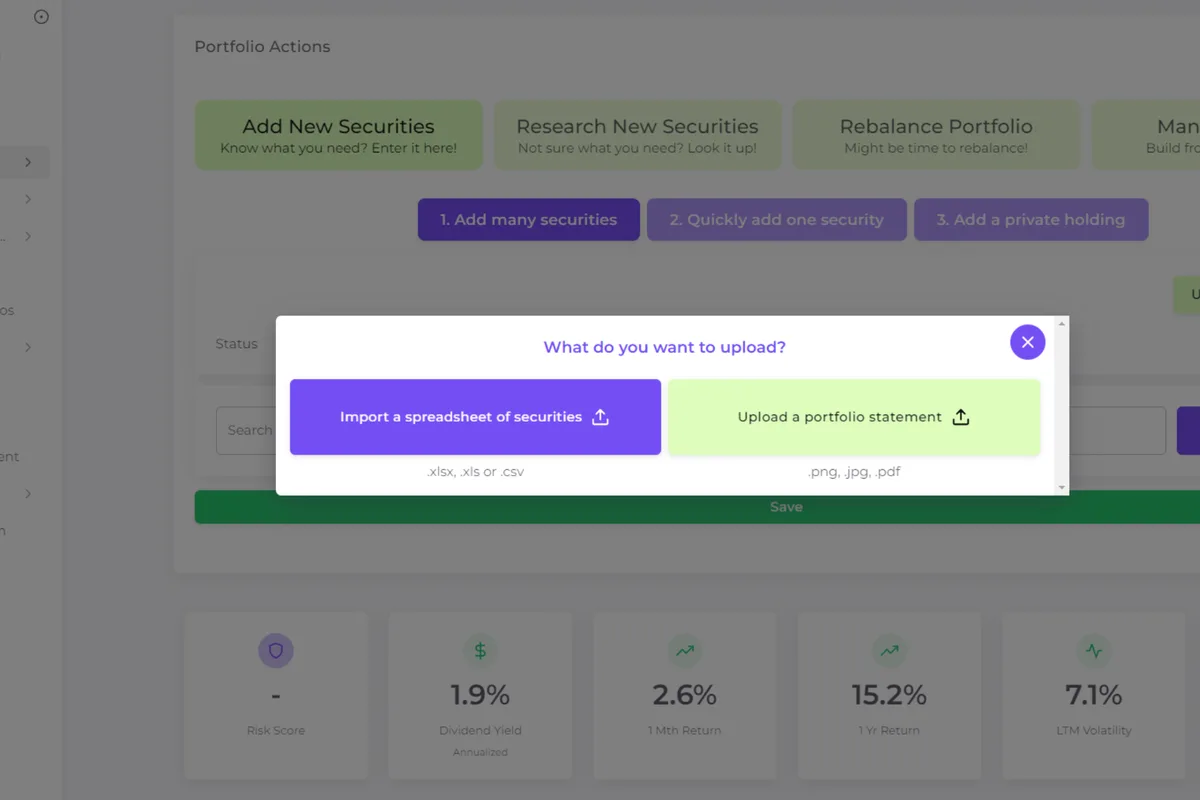 Portfolio Actions
Add New Securities
Know what you need? Enter it here!
Research New Securities
Not sure what you need? Look it up!
Rebalance Portfolio
Might be time to rebalance!
Man
Build fro
1. Add many securities
2. Quickly add one security
3. Add a private holding
os
U
Status
What do you want to upload?
Import a spreadsheet of securities
Upload a portfolio statement
.xlsx, .xls or .csv
.png, .jpg, .pdf
Search
ent
Save
-
Risk Score
1.9%
Dividend Yield
Annualized
2.6%
1 Mth Return
15.2%
1 Yr Return
7.1%
LTM Volatility